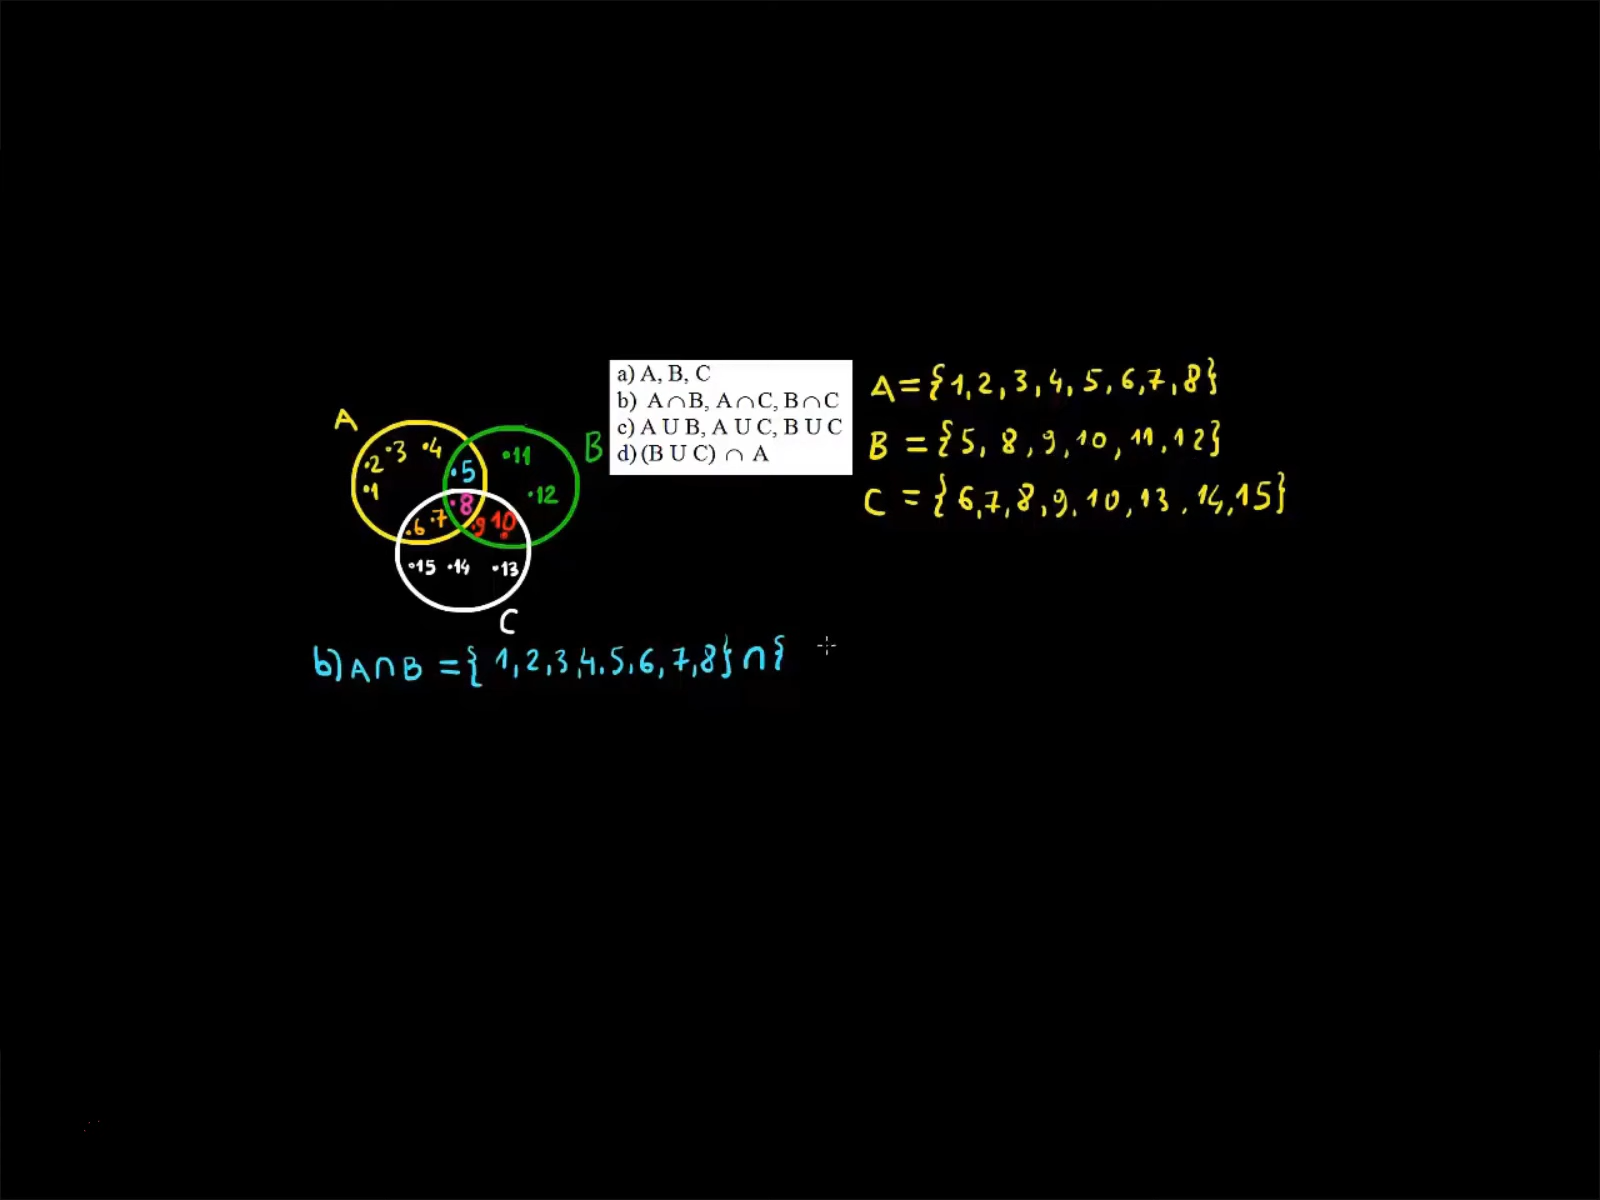 A
·2 ·3 ·4
·1
·5
·11
B
·12
·8
·6 ·7
·9 10
·15 ·14 ·13
C
a) A, B, C
b) A∩B, A∩C, B∩C
c) A U B, A U C, B U C
d) (B U C) ∩ A
A={1,2,3,4,5,6,7,8}
B={5,8,9,10,11,12}
C={6,7,8,9,10,13,14,15}
b) A∩B={1,2,3,4,5,6,7,8}∩{